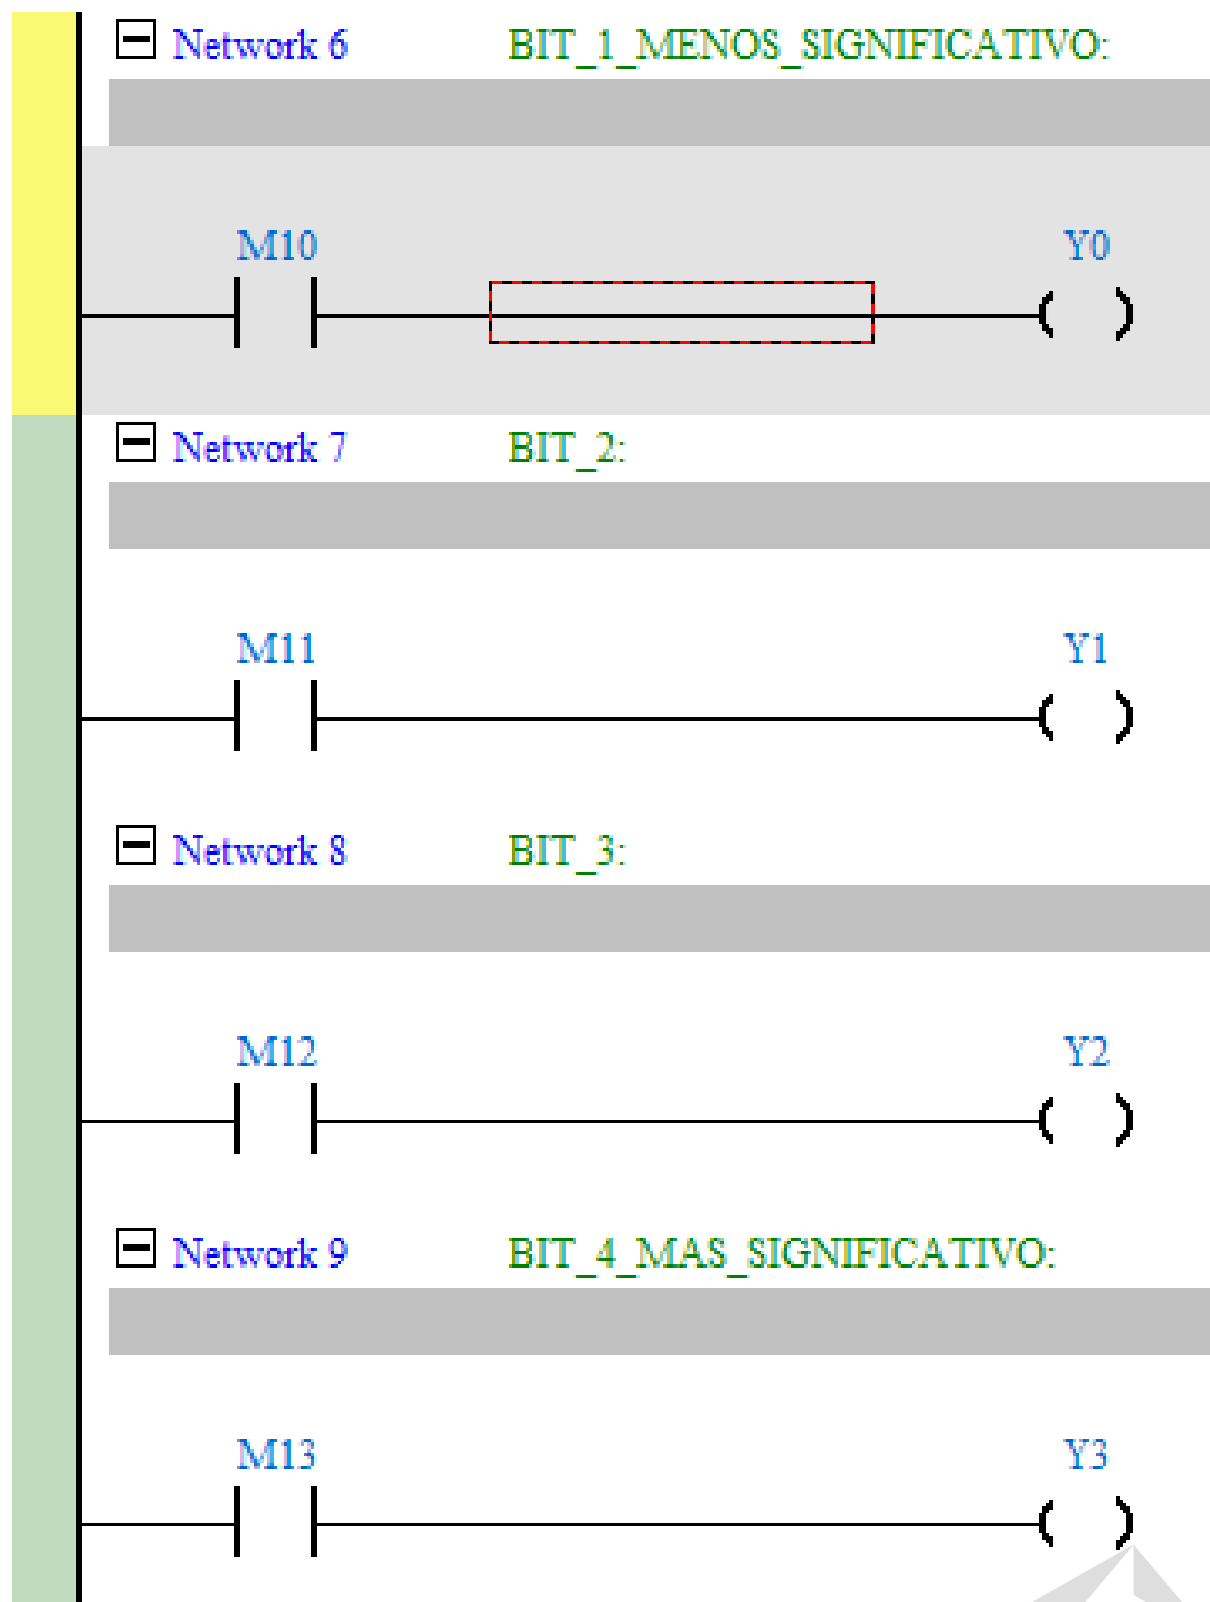 Network 6 BIT_1_MENOS_SIGNIFICATIVO:
M10 Y0
Network 7 BIT_2:
M11 Y1
Network 8 BIT_3:
M12 Y2
Network 9 BIT_4_MAS_SIGNIFICATIVO:
M13 Y3